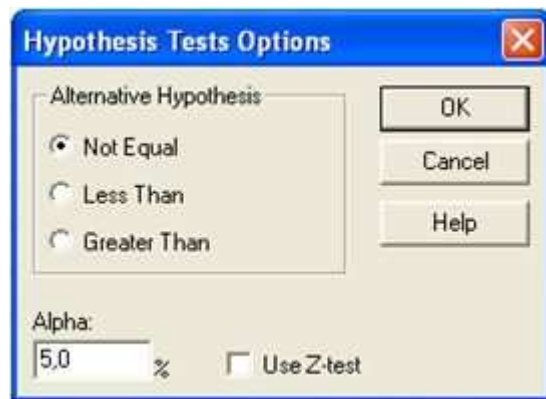 Hypothesis Tests Options
Alternative Hypothesis
Not Equal
Less Than
Greater Than
OK
Cancel
Help
Alpha:
5,0 %
Use Z-test